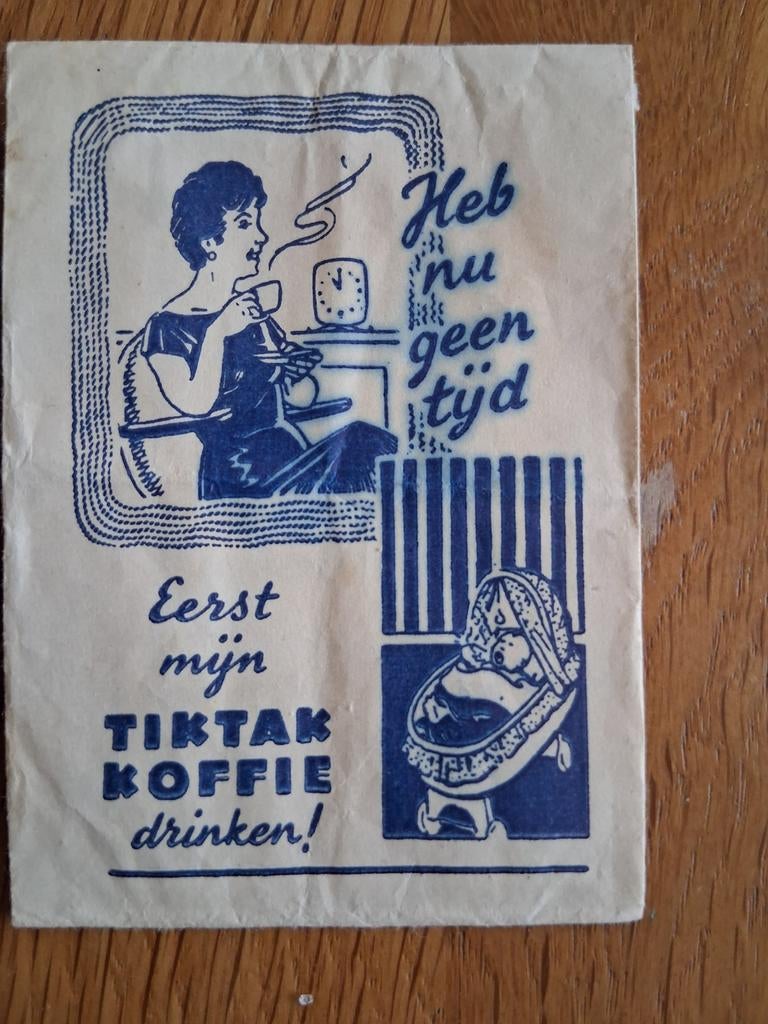 Heb
nu
geen
tijd
Eerst
mijn
TIKTAK
KOFFIE
drinken!